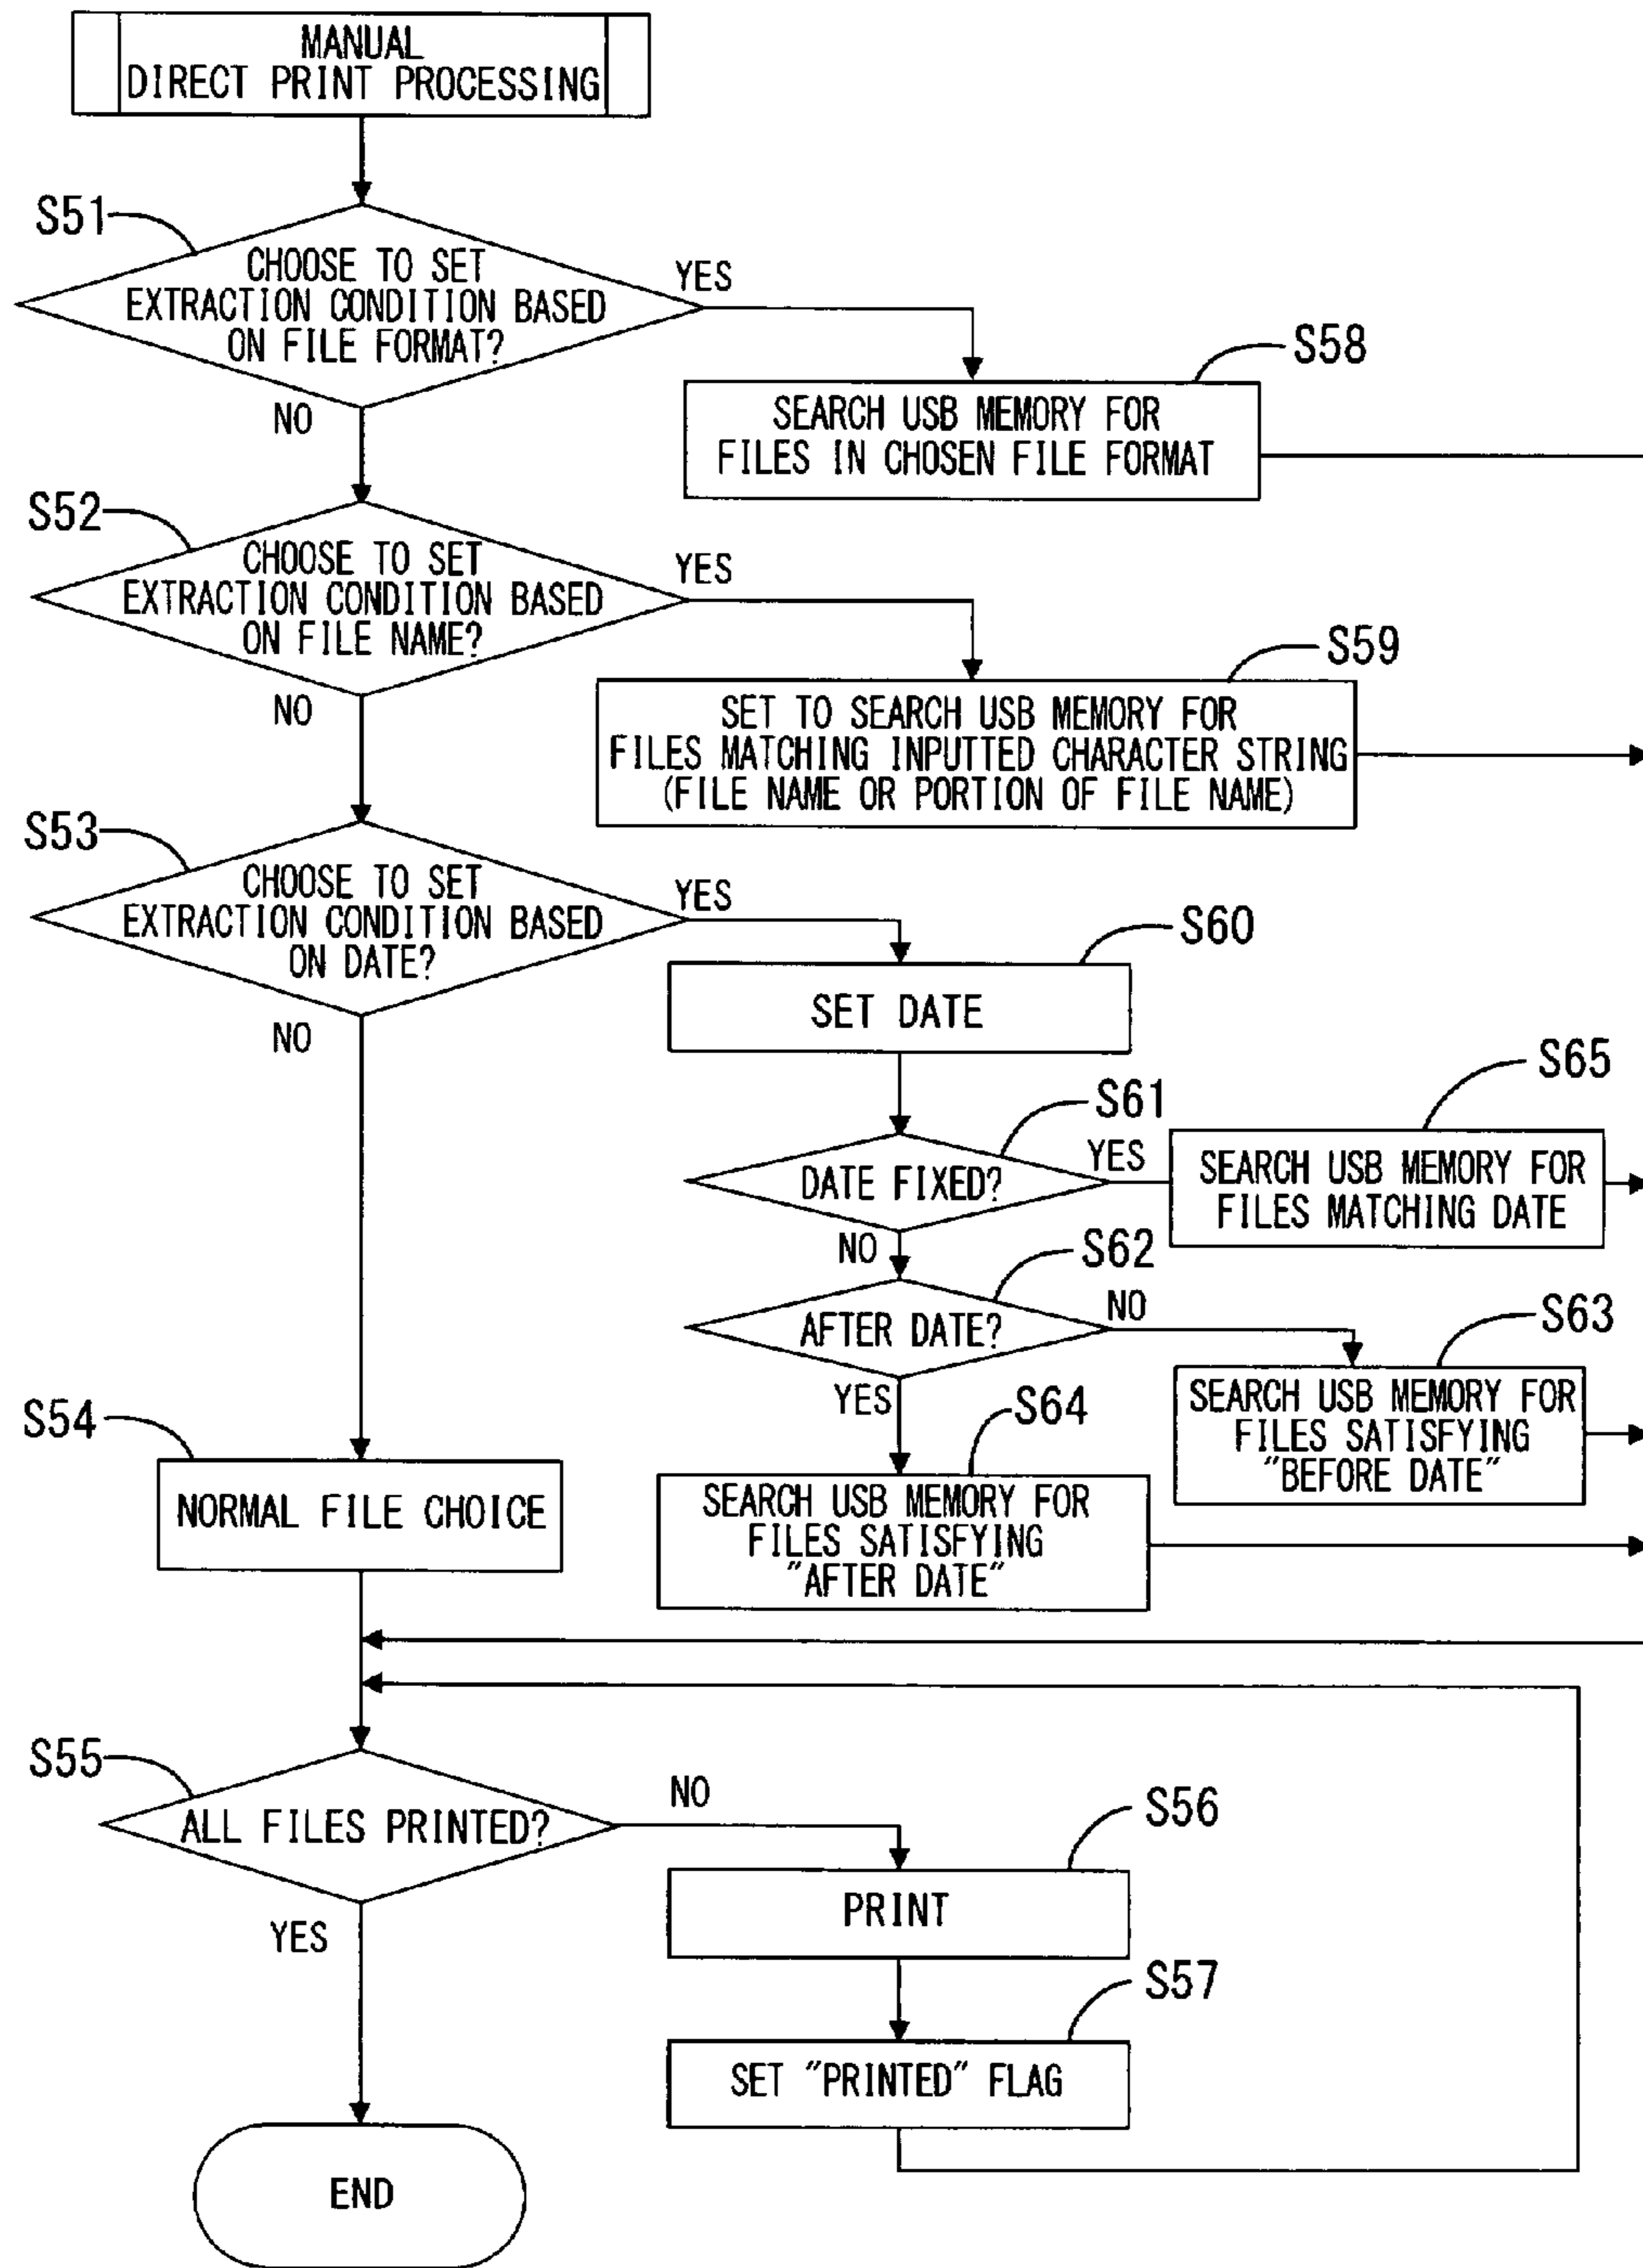 MANUAL
DIRECT PRINT PROCESSING
S51
CHOOSE TO SET
EXTRACTION CONDITION BASED
ON FILE FORMAT?
YES
NO
S58
SEARCH USB MEMORY FOR
FILES IN CHOSEN FILE FORMAT
S52
CHOOSE TO SET
EXTRACTION CONDITION BASED
ON FILE NAME?
YES
NO
S59
SET TO SEARCH USB MEMORY FOR
FILES MATCHING INPUTTED CHARACTER STRING
(FILE NAME OR PORTION OF FILE NAME)
S53
CHOOSE TO SET
EXTRACTION CONDITION BASED
ON DATE?
YES
NO
S60
SET DATE
S61
DATE FIXED?
YES
NO
S65
SEARCH USB MEMORY FOR
FILES MATCHING DATE
S62
AFTER DATE?
NO
YES
S63
SEARCH USB MEMORY FOR
FILES SATISFYING
"BEFORE DATE"
S64
SEARCH USB MEMORY FOR
FILES SATISFYING
"AFTER DATE"
S54
NORMAL FILE CHOICE
S55
ALL FILES PRINTED?
NO
YES
S56
PRINT
S57
SET "PRINTED" FLAG
END